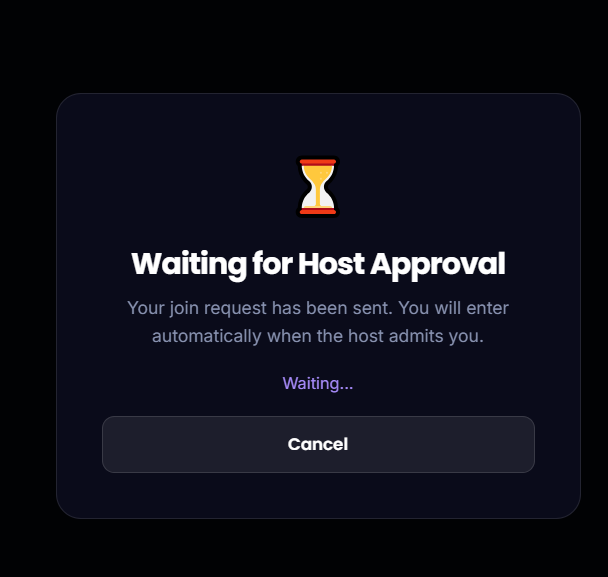 Waiting for Host Approval
Your join request has been sent. You will enter
automatically when the host admits you.
Waiting...
Cancel